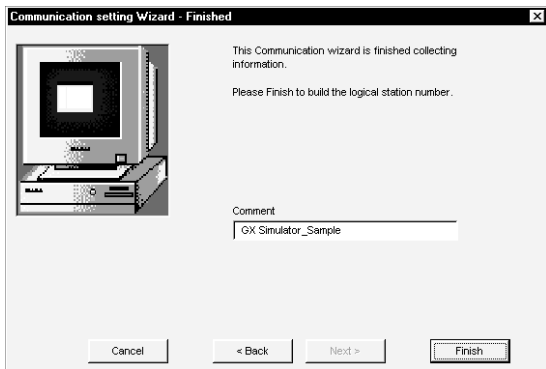 Communication setting Wizard - Finished
This Communication wizard is finished collecting
information.
Please Finish to build the logical station number.
Comment
GX Simulator_Sample
Cancel
< Back
Next >
Finish